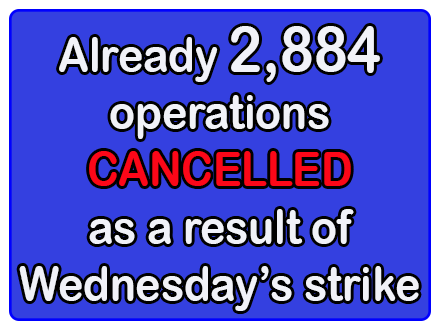 Already 2,884
operations
CANCELLED
as a result of
Wednesday's strike